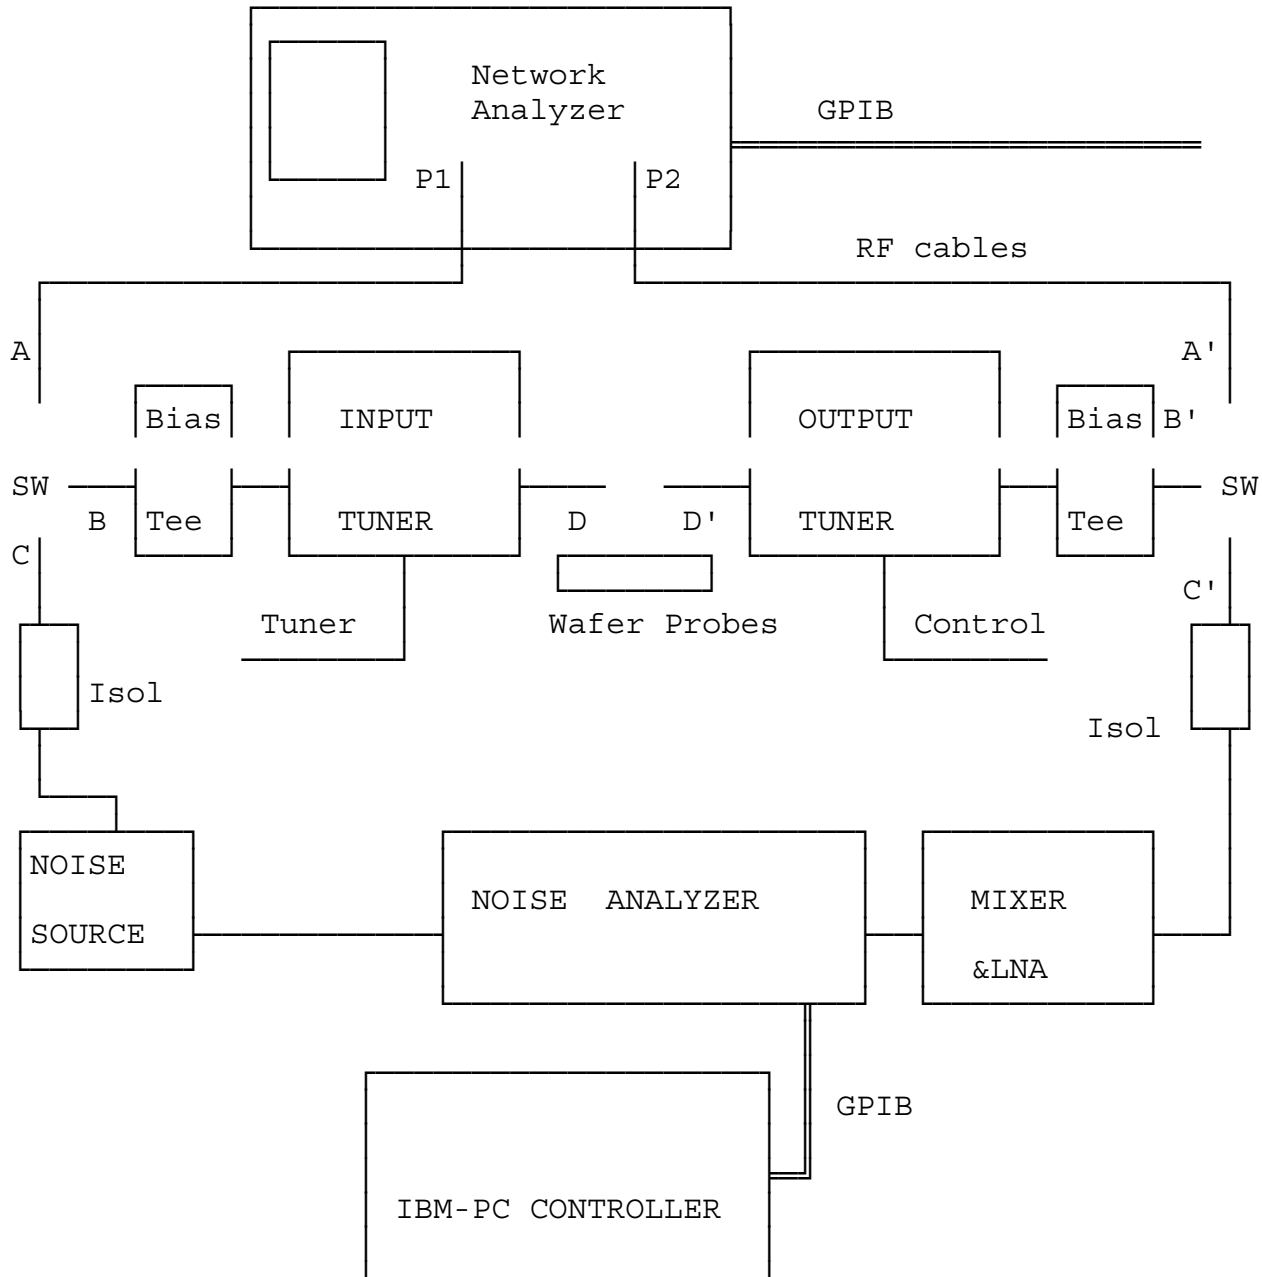 Network
Analyzer
GPIB
P1
P2
RF cables
A
A'
Bias
INPUT
OUTPUT
Bias
B'
SW
SW
B
Tee
TUNER
D
D'
TUNER
Tee
C
C'
Tuner
Wafer Probes
Control
Isol
Isol
NOISE
SOURCE
NOISE ANALYZER
MIXER
&LNA
GPIB
IBM-PC CONTROLLER